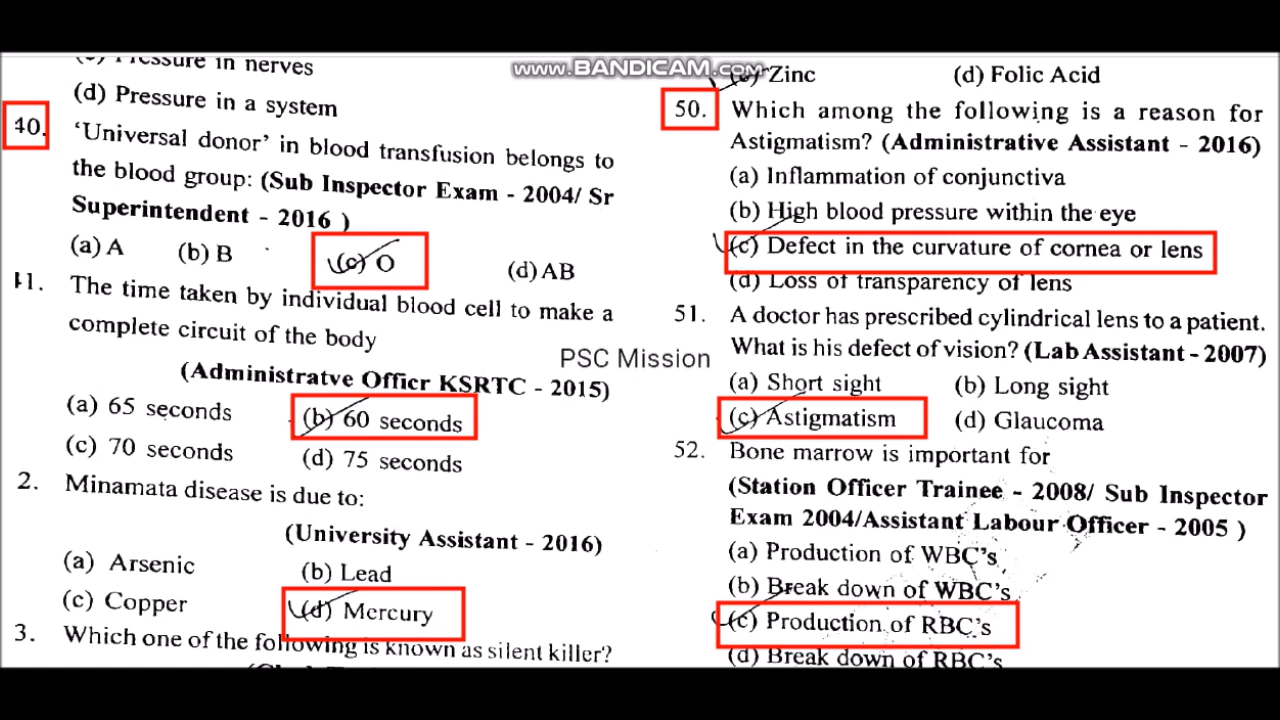 www.BANDICAM.com
Pressure in nerves
(d) Pressure in a system
40. 'Universal donor' in blood transfusion belongs to
the blood group: (Sub Inspector Exam - 2004/ Sr
Superintendent - 2016 )
(a) A (b) B (c) O (d) AB
41. The time taken by individual blood cell to make a
complete circuit of the body
(Administratve Officr KSRTC - 2015)
(a) 65 seconds (b) 60 seconds
(c) 70 seconds (d) 75 seconds
2. Minamata disease is due to:
(University Assistant - 2016)
(a) Arsenic (b) Lead
(c) Copper (d) Mercury
3. Which one of the following is known as silent killer?
PSC Mission
Zinc (d) Folic Acid
50. Which among the following is a reason for
Astigmatism? (Administrative Assistant - 2016)
(a) Inflammation of conjunctiva
(b) High blood pressure within the eye
(c) Defect in the curvature of cornea or lens
(d) Loss of transparency of lens
51. A doctor has prescribed cylindrical lens to a patient.
What is his defect of vision? (Lab Assistant - 2007)
(a) Short sight (b) Long sight
(c) Astigmatism (d) Glaucoma
52. Bone marrow is important for
(Station Officer Trainee - 2008/ Sub Inspector
Exam 2004/Assistant Labour Officer - 2005 )
(a) Production of WBC's
(b) Break down of WBC's
(c) Production of RBC's
(d) Break down of RBC's